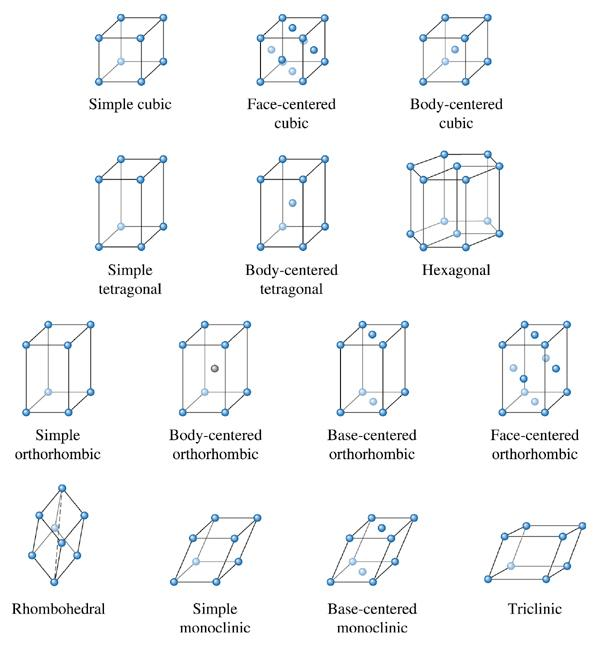 Simple cubic
Face-centered
cubic
Body-centered
cubic
Simple
tetragonal
Body-centered
tetragonal
Hexagonal
Simple
orthorhombic
Body-centered
orthorhombic
Base-centered
orthorhombic
Face-centered
orthorhombic
Rhombohedral
Simple
monoclinic
Base-centered
monoclinic
Triclinic